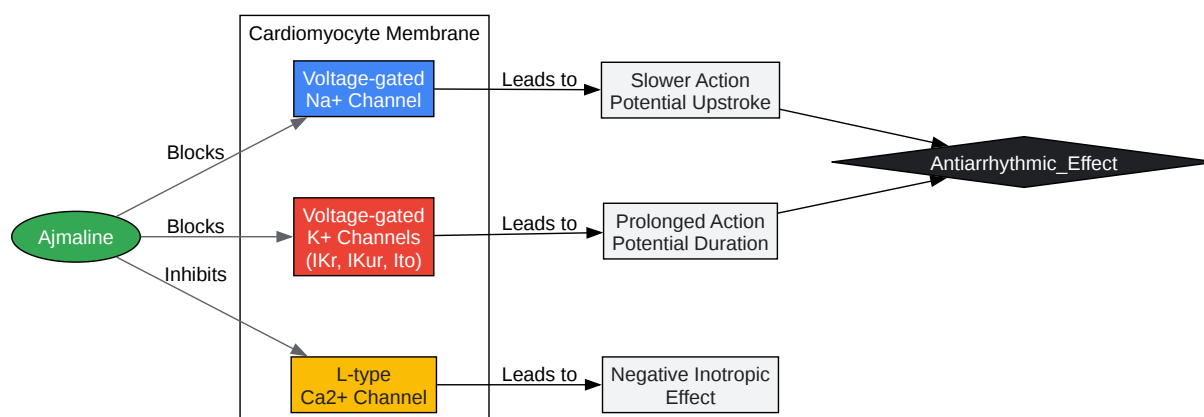 Cardiomyocyte Membrane
Voltage-gated
Na+ Channel
Leads to
Slower Action
Potential Upstroke
Blocks
Antiarrhythmic_Effect
Ajmaline
Blocks
Voltage-gated
K+ Channels
(IKr, IKur, Ito)
Leads to
Prolonged Action
Potential Duration
Inhibits
L-type
Ca2+ Channel
Leads to
Negative Inotropic
Effect